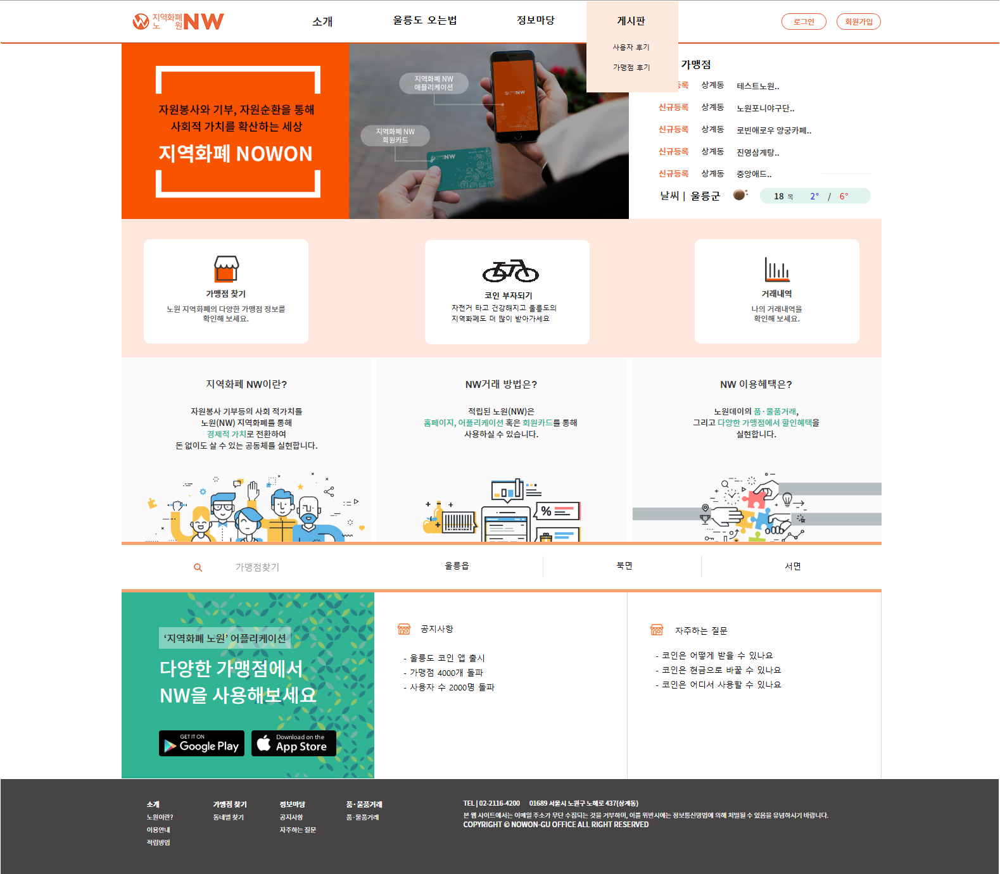 지역화폐
노 원 NW
소개
울릉도 오는법
정보마당
게시판
로그인
회원가입
사용자 후기
가맹점 후기
자원봉사와 기부, 자원순환을 통해
사회적 가치를 확산하는 세상
지역화폐 NOWON
지역화폐 NW
애플리케이션
지역화폐 NW
회원카드
가맹점
등록 상계동 테스트노원..
신규등록 상계동 노원포니야구단..
신규등록 상계동 로빈애로우 양궁카페..
신규등록 상계동 진영삼계탕..
신규등록 상계동 중앙애드..
날씨 | 울릉군 18 목 2° / 6°
가맹점 찾기
노원 지역화폐의 다양한 가맹점 정보를
확인해 보세요.
코인 부자되기
자전거 타고 건강해지고 울릉도의
지역화폐도 더 많이 받아가세요
거래내역
나의 거래내역을
확인해 보세요.
지역화폐 NW이란?
자원봉사 기부등의 사회 적가치를
노원(NW) 지역화폐를 통해
경제적 가치로 전환하여
돈 없이도 살 수 있는 공동체를 실현합니다.
NW거래 방법은?
적립된 노원(NW)은
홈페이지, 어플리케이션 혹은 회원카드를 통해
사용하실 수 있습니다.
NW 이용혜택은?
노원데이의 품·물품거래,
그리고 다양한 가맹점에서 할인혜택을
실현합니다.
%
가맹점찾기
울릉읍
북면
서면
‘지역화폐 노원’ 어플리케이션
다양한 가맹점에서
NW을 사용해보세요
GET IT ON
Google Play
Download on the
App Store
공지사항
- 울릉도 코인 앱 출시
- 가맹점 4000개 돌파
- 사용자 수 2000명 돌파
자주하는 질문
- 코인은 어떻게 받을 수 있나요
- 코인은 현금으로 바꿀 수 있나요
- 코인은 어디서 사용할 수 있나요
소개
노원이란?
이용안내
적립방법
가맹점 찾기
동네별 찾기
정보마당
공지사항
자주하는 질문
품·물품거래
품·물품거래
TEL | 02-2116-4200 01689 서울시 노원구 노해로 437(상계동)
본 웹 사이트에서는 이메일 주소가 무단 수집되는 것을 거부하며, 이를 위반시에는 정보통신망법에 의해 처벌될 수 있음을 유념하시기 바랍니다.
COPYRIGHT © NOWON-GU OFFICE ALL RIGHT RESERVED